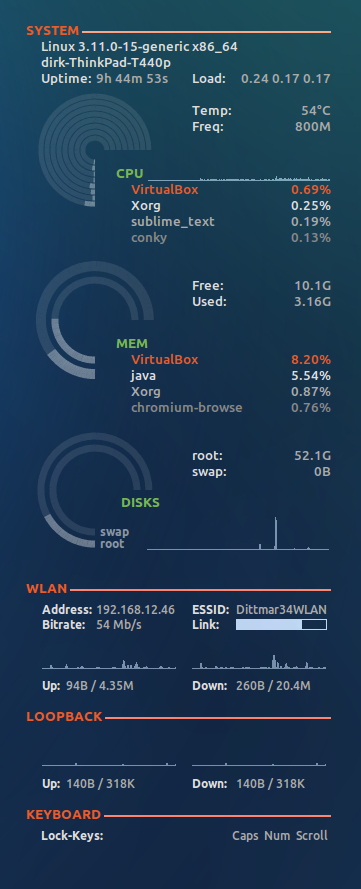 SYSTEM
Linux 3.11.0-15-generic x86_64
dirk-ThinkPad-T440p
Uptime: 9h 44m 53s Load: 0.24 0.17 0.17
Temp: 54°C
Freq: 800M
CPU
VirtualBox 0.69%
Xorg 0.25%
sublime_text 0.19%
conky 0.13%
Free: 10.1G
Used: 3.16G
MEM
VirtualBox 8.20%
java 5.54%
Xorg 0.87%
chromium-browse 0.76%
root: 52.1G
swap: 0B
DISKS
swap
root
WLAN
Address: 192.168.12.46 ESSID: Dittmar34WLAN
Bitrate: 54 Mb/s Link:
Up: 94B / 4.35M Down: 260B / 20.4M
LOOPBACK
Up: 140B / 318K Down: 140B / 318K
KEYBOARD
Lock-Keys: Caps Num Scroll